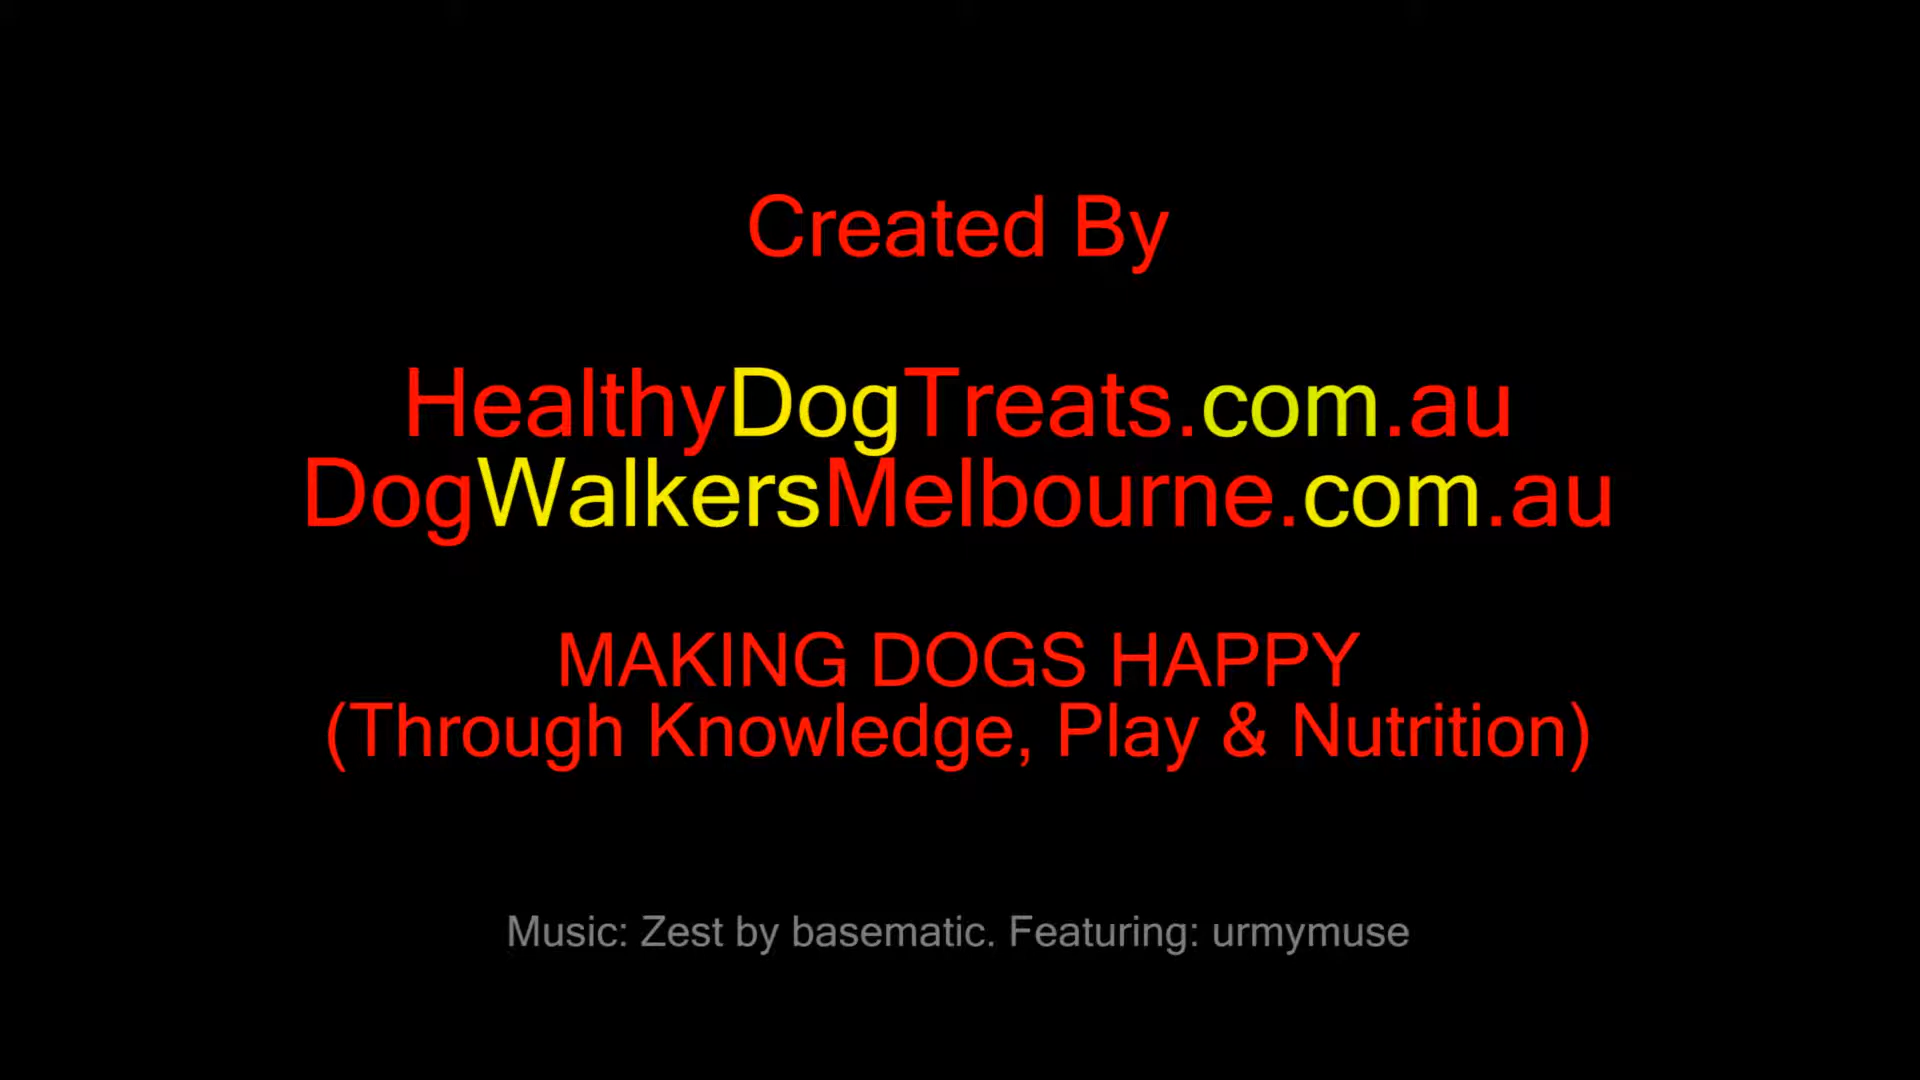 Created By
HealthyDogTreats.com.au
DogWalkersMelbourne.com.au
MAKING DOGS HAPPY
(Through Knowledge, Play & Nutrition)
Music: Zest by basematic. Featuring: urmymuse